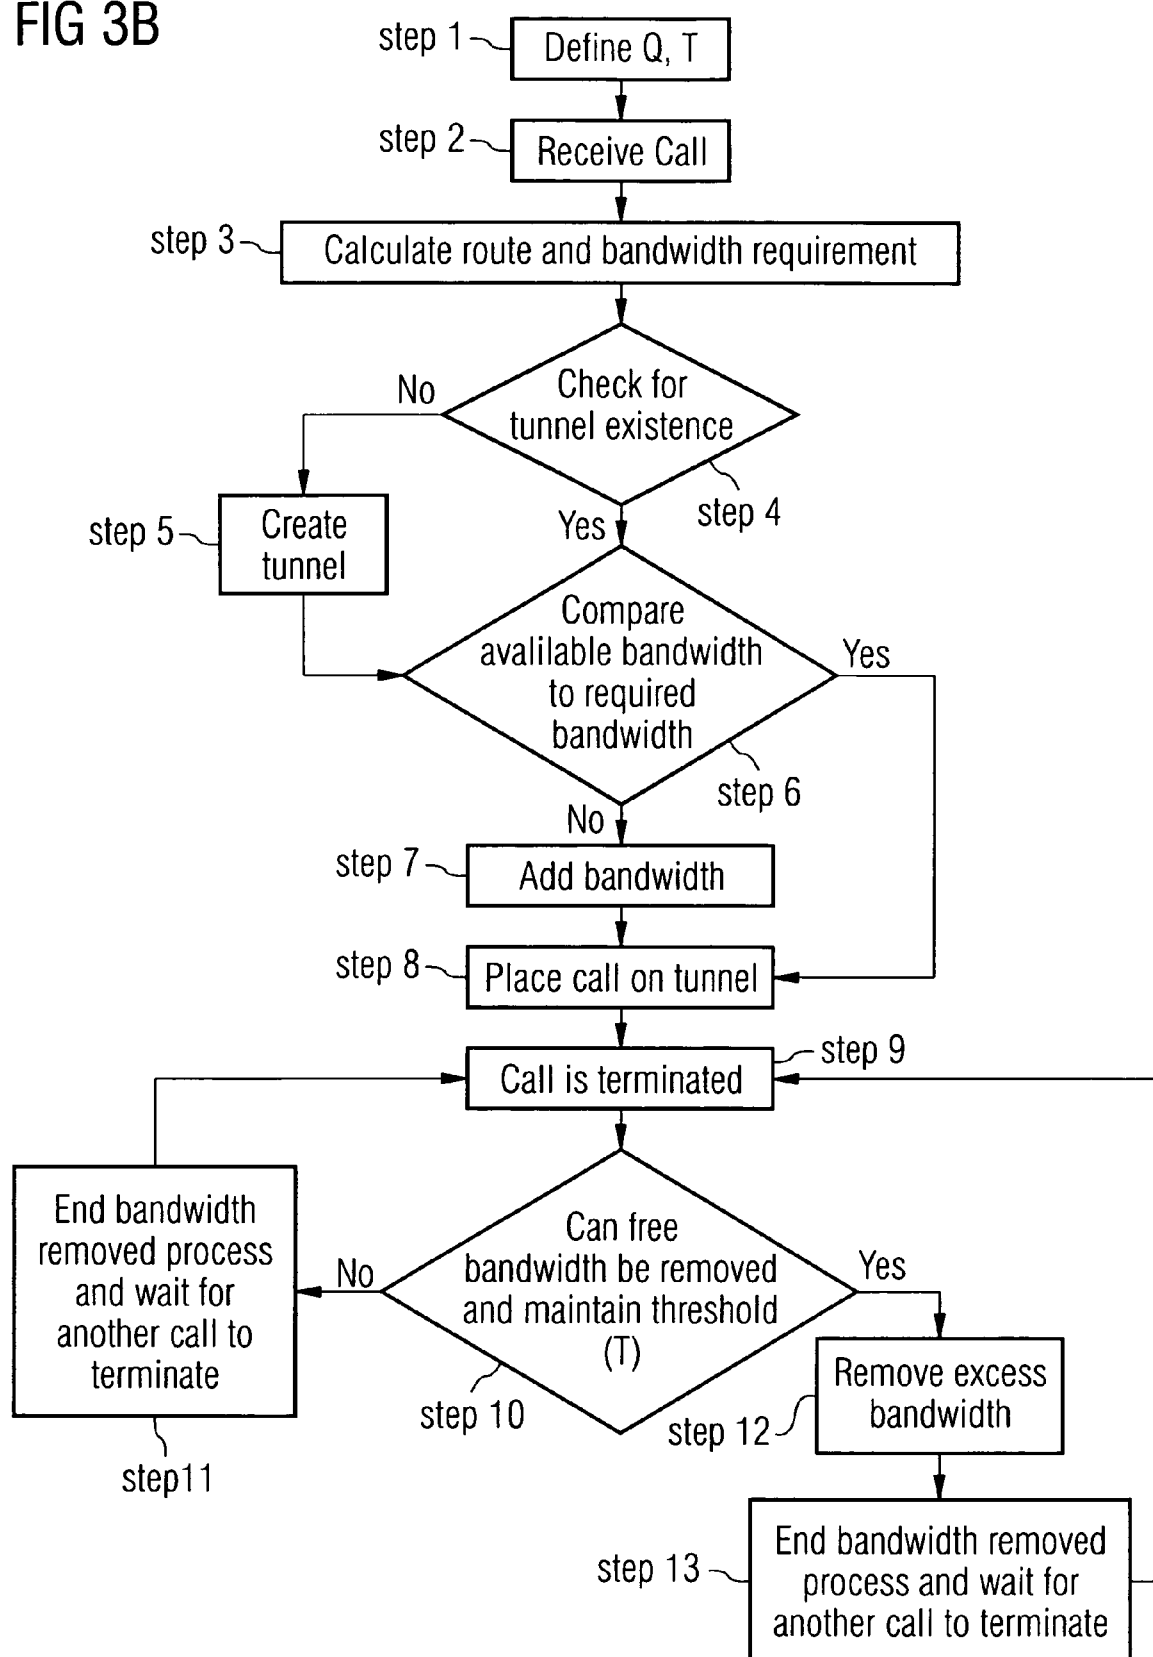 FIG 3B
step 1
Define Q, T
step 2
Receive Call
step 3
Calculate route and bandwidth requirement
No
Check for
tunnel existence
step 4
step 5
Create
tunnel
Yes
Compare
avalilable bandwidth
to required
bandwidth
Yes
step 6
No
step 7
Add bandwidth
step 8
Place call on tunnel
step 9
Call is terminated
End bandwidth
removed process
and wait for
another call to
terminate
step11
No
Can free
bandwidth be removed
and maintain threshold
(T)
step 10
Yes
Remove excess
bandwidth
step 12
End bandwidth removed
process and wait for
another call to terminate
step 13